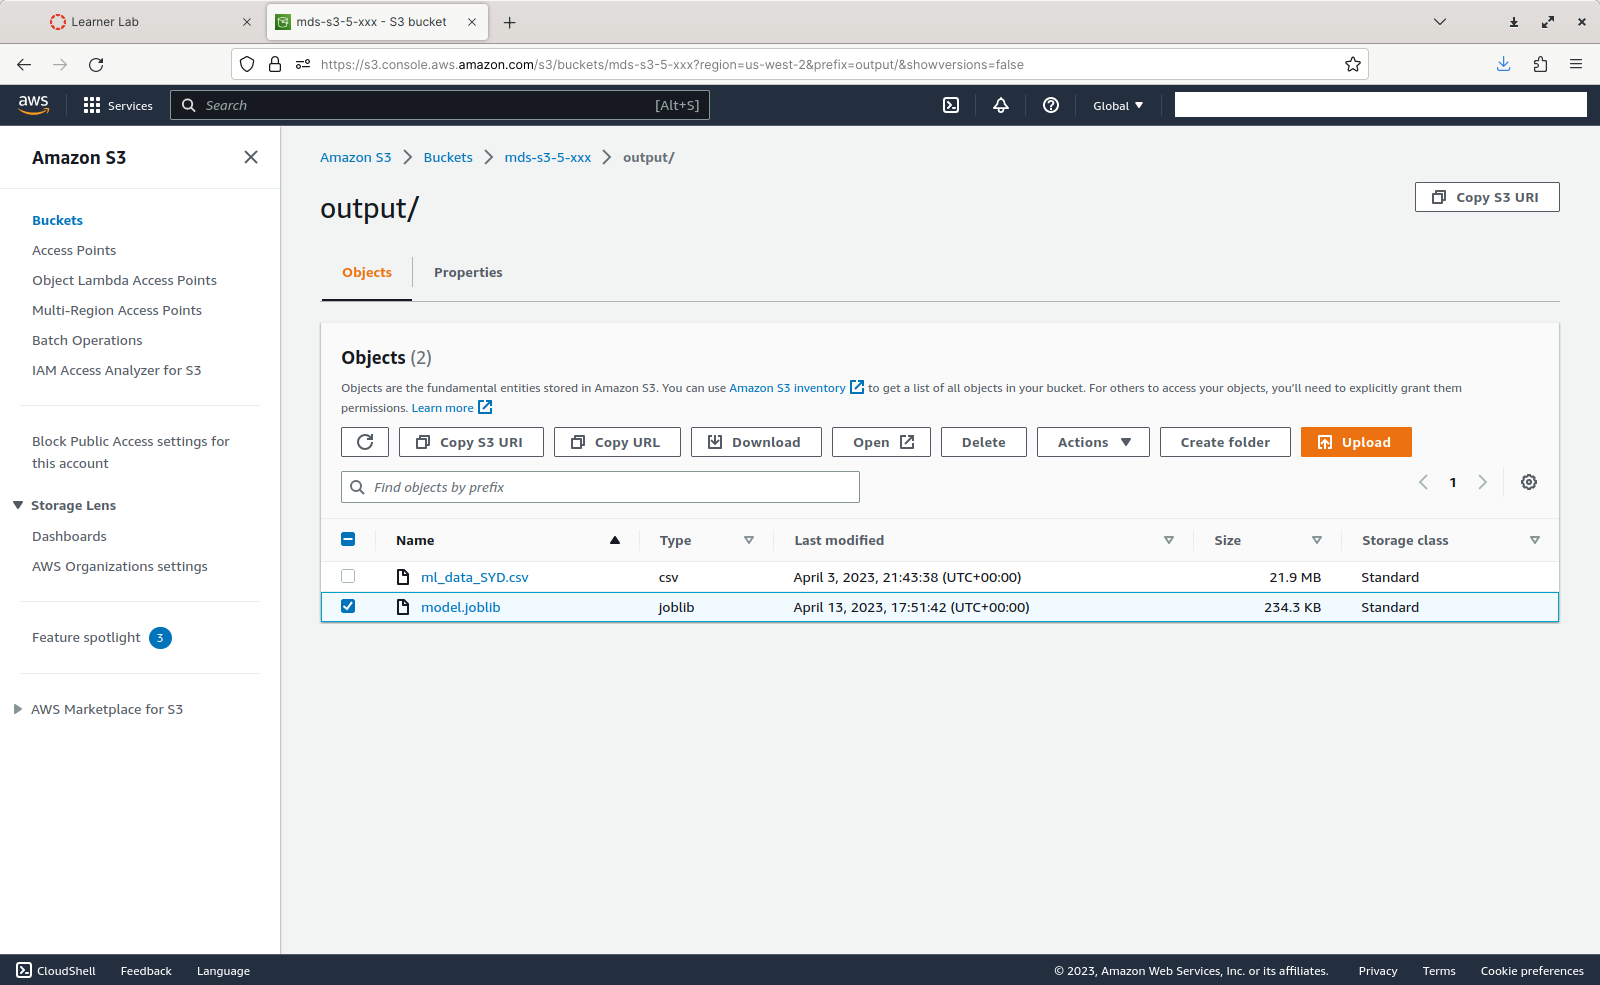 Learner Lab
mds-s3-5-xxx - S3 bucket
https://s3.console.aws.amazon.com/s3/buckets/mds-s3-5-xxx?region=us-west-2&prefix=output/&showversions=false
aws
Services
Search
[Alt+S]
Global
Amazon S3
Buckets
Access Points
Object Lambda Access Points
Multi-Region Access Points
Batch Operations
IAM Access Analyzer for S3
Block Public Access settings for
this account
Storage Lens
Dashboards
AWS Organizations settings
Feature spotlight 3
AWS Marketplace for S3
Amazon S3 Buckets mds-s3-5-xxx output/
output/
Copy S3 URI
Objects Properties
Objects (2)
Objects are the fundamental entities stored in Amazon S3. You can use Amazon S3 inventory to get a list of all objects in your bucket. For others to access your objects, you'll need to explicitly grant them
permissions. Learn more
Copy S3 URI Copy URL Download Open Delete Actions Create folder Upload
Find objects by prefix
1
Name Type Last modified Size Storage class
ml_data_SYD.csv csv April 3, 2023, 21:43:38 (UTC+00:00) 21.9 MB Standard
model.joblib joblib April 13, 2023, 17:51:42 (UTC+00:00) 234.3 KB Standard
CloudShell Feedback Language © 2023, Amazon Web Services, Inc. or its affiliates. Privacy Terms Cookie preferences